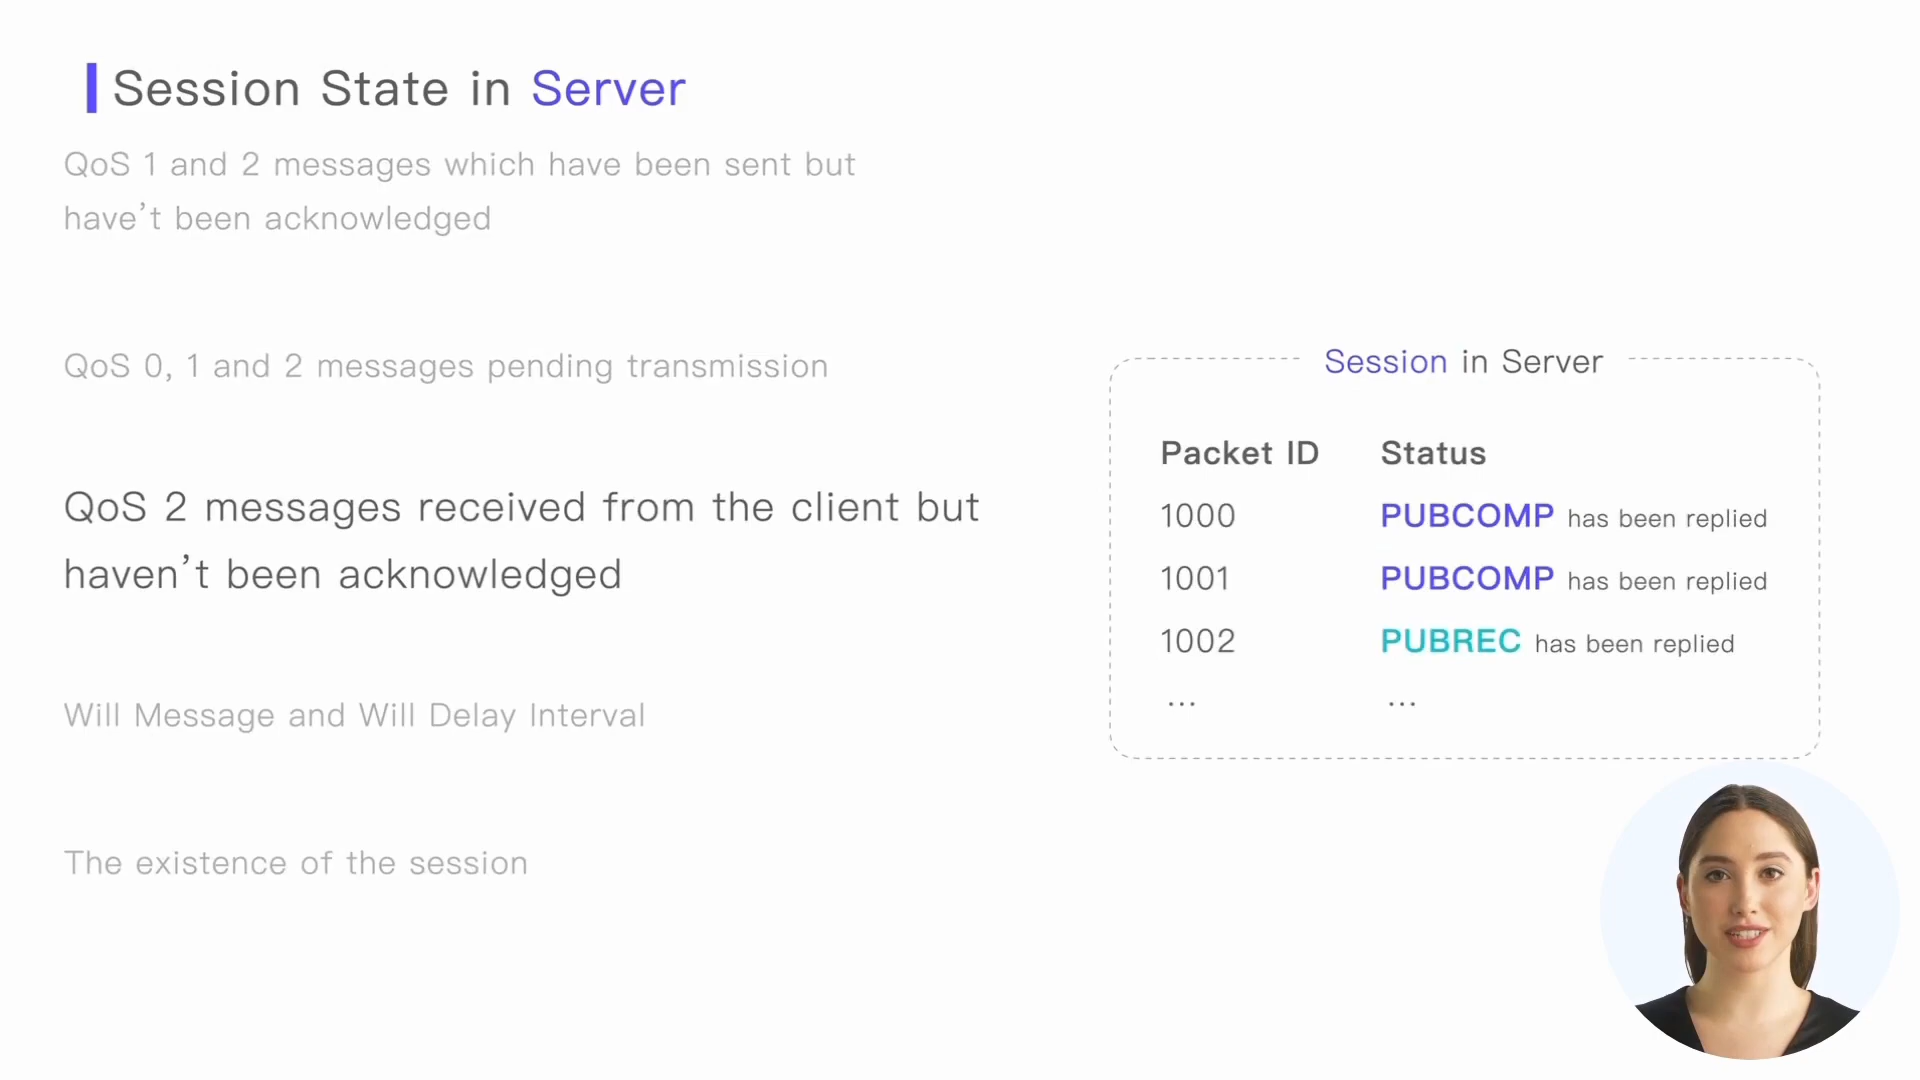 Session State in Server
QoS 1 and 2 messages which have been sent but
have’t been acknowledged
QoS 0, 1 and 2 messages pending transmission
QoS 2 messages received from the client but
haven’t been acknowledged
Will Message and Will Delay Interval
The existence of the session
Session in Server
Packet ID Status
1000 PUBCOMP has been replied
1001 PUBCOMP has been replied
1002 PUBREC has been replied
... ...